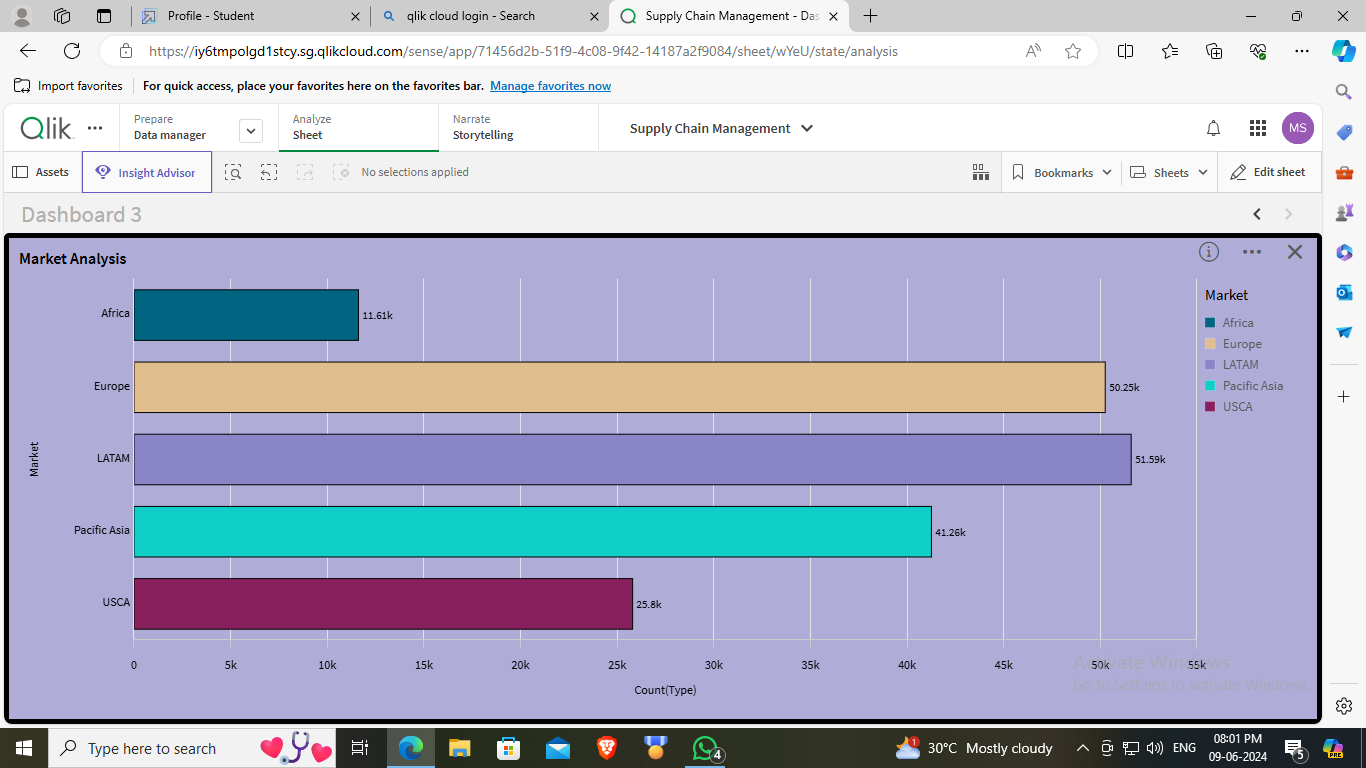 Profile - Student
qlik cloud login - Search
Supply Chain Management - Das
https://iy6tmpolgd1stcy.sg.qlikcloud.com/sense/app/71456d2b-51f9-4c08-9f42-14187a2f9084/sheet/wYeU/state/analysis
Import favorites
For quick access, place your favorites here on the favorites bar. Manage favorites now
Qlik
Prepare
Data manager
Analyze
Sheet
Narrate
Storytelling
Supply Chain Management
MS
Assets
Insight Advisor
No selections applied
Bookmarks
Sheets
Edit sheet
Dashboard 3
Market Analysis
Market
Africa
11.61k
Europe
50.25k
LATAM
51.59k
Pacific Asia
41.26k
USCA
25.8k
0 5k 10k 15k 20k 25k 30k 35k 40k 45k 50k 55k
Count(Type)
Market
Africa
Europe
LATAM
Pacific Asia
USCA
Activate Windows
Go to Settings to activate Windows.
Type here to search
4
1
30°C Mostly cloudy
ENG
08:01 PM
09-06-2024
5
PRE